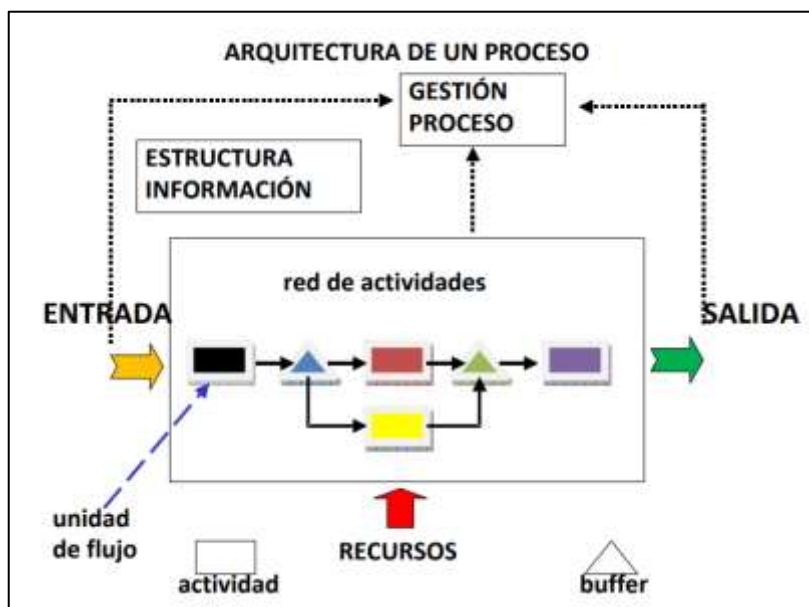 ARQUITECTURA DE UN PROCESO
GESTIÓN
PROCESO
ESTRUCTURA
INFORMACIÓN
red de actividades
ENTRADA
SALIDA
unidad
de flujo
RECURSOS
actividad
buffer